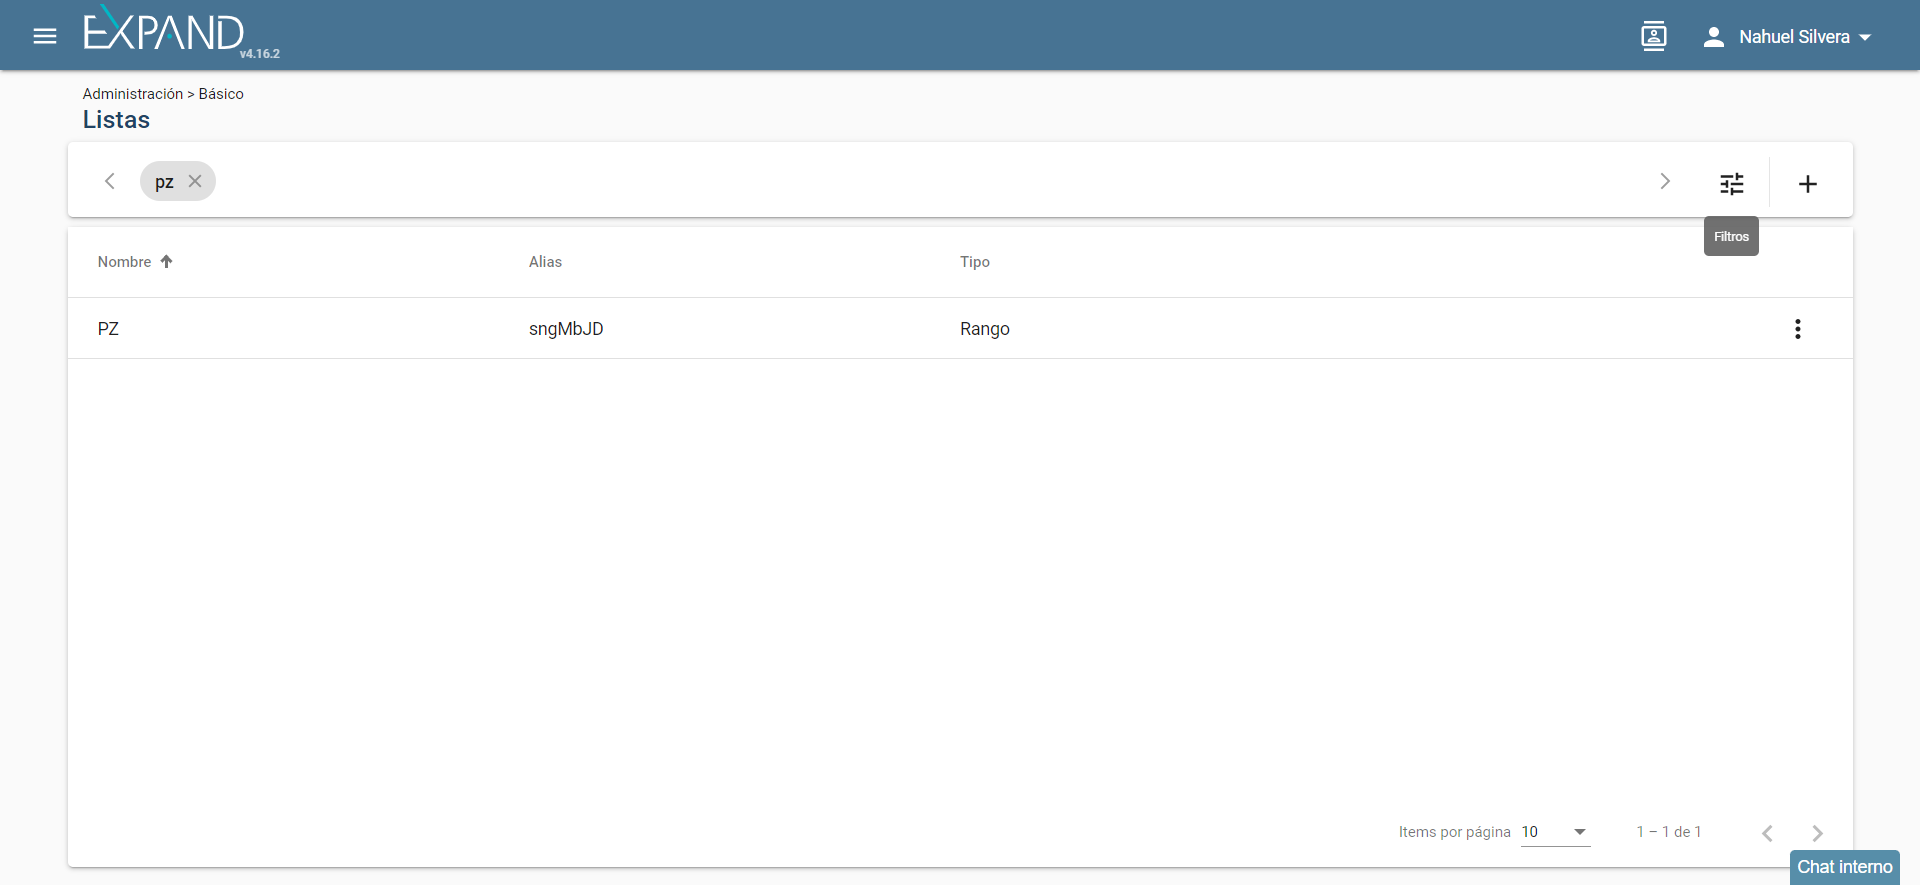 EXPAND
v4.16.2
Nahuel Silvera
Administración > Básico
Listas
pz
Filtros
Nombre Alias Tipo
PZ sngMbJD Rango
Items por página 10 1 – 1 de 1
Chat interno